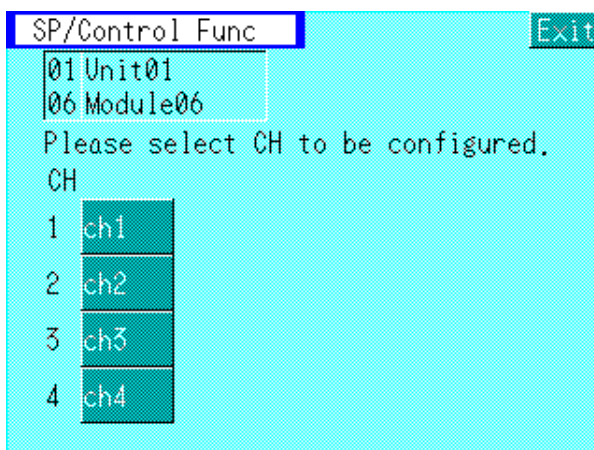 SP/Control Func Exit
01 Unit01
06 Module06
Please select CH to be configured.
CH
1 ch1
2 ch2
3 ch3
4 ch4